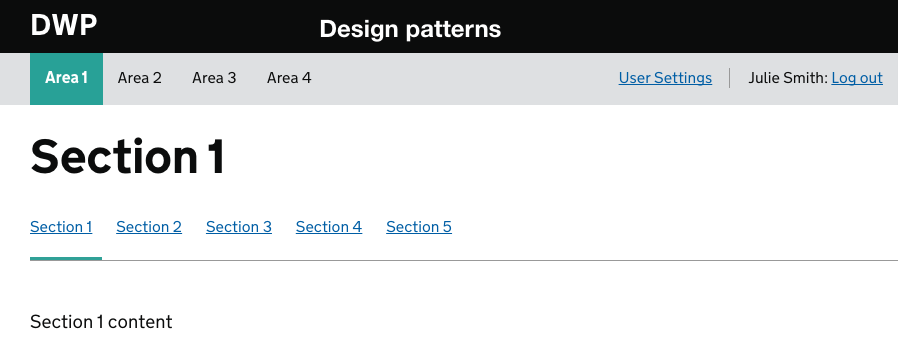 DWP Design patterns
Area 1 Area 2 Area 3 Area 4 User Settings Julie Smith: Log out
Section 1
Section 1 Section 2 Section 3 Section 4 Section 5
Section 1 content